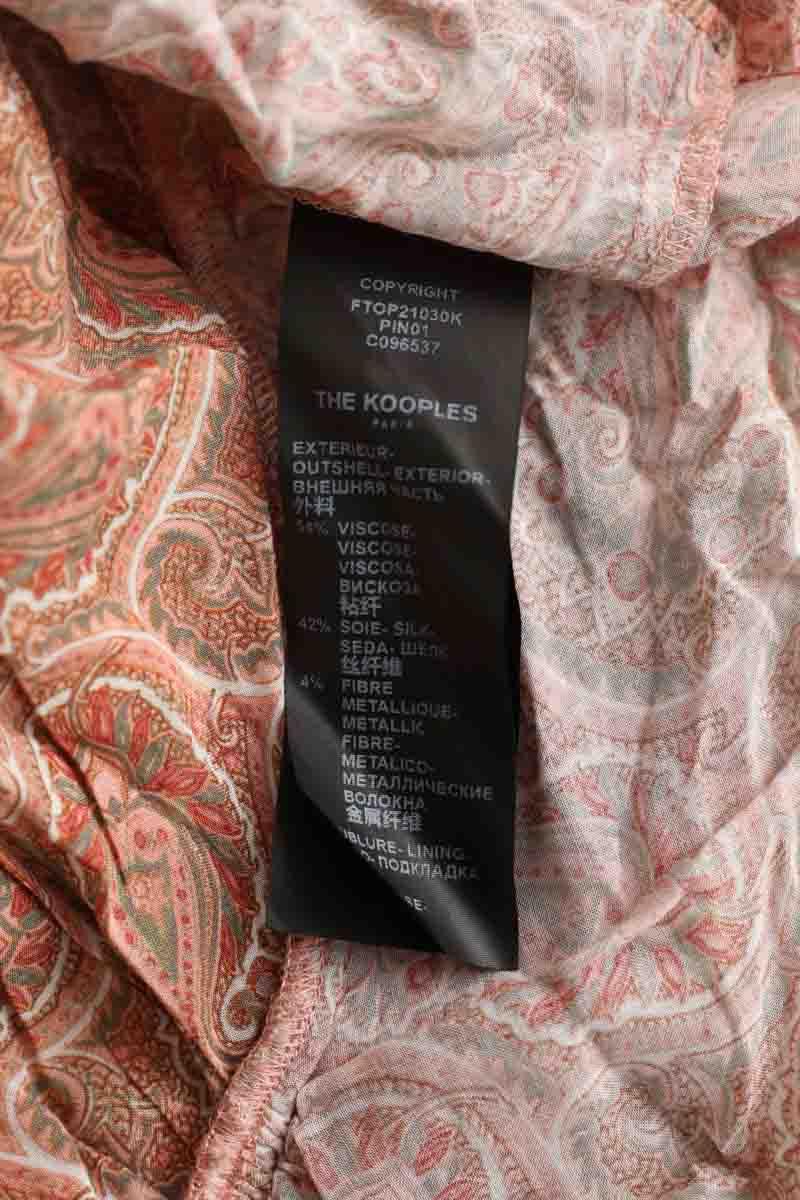 COPYRIGHT
FTOP21030K
PIN01
C096537
THE KOOPLES
PARIS
EXTERIEUR-
OUTSHELL- EXTERIOR-
ВНЕШНЯЯ ЧАСТЬ
外料
54% VISCOSE-
VISCOSE-
VISCOSA
ВИСКОЗА
粘纤
42% SOIE- SILK-
SEDA- ШЕЛК
丝纤维
4% FIBRE
METALLIQUE-
METALLIC
FIBRE-
METALICO-
МЕТАЛЛИЧЕСКИЕ
ВОЛОКНА
金属纤维
LINING-
ПОДКЛАДКА